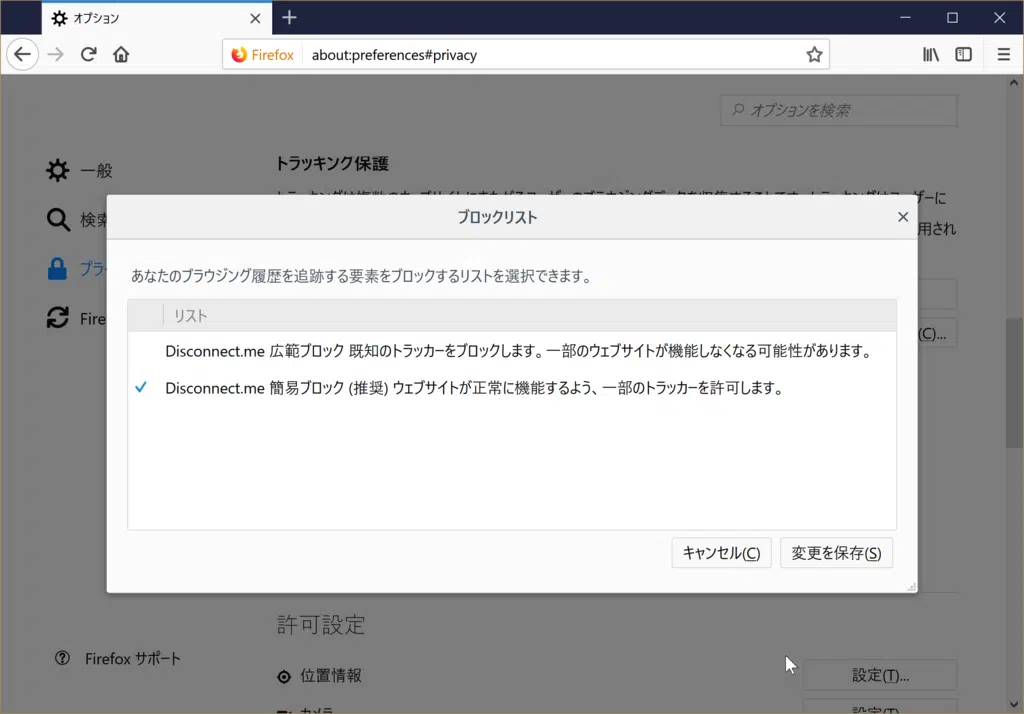 オプション
Firefox
about:preferences#privacy
オプションを検索
一般
トラッキング保護
検索
ブロックリスト
用され
プラ
あなたのブラウジング履歴を追跡する要素をブロックするリストを選択できます。
Fire
リスト
(C)...
Disconnect.me 広範ブロック 既知のトラッカーをブロックします。一部のウェブサイトが機能しなくなる可能性があります。
Disconnect.me 簡易ブロック (推奨) ウェブサイトが正常に機能するよう、一部のトラッカーを許可します。
キャンセル(C)
変更を保存(S)
許可設定
Firefox サポート
位置情報
設定(T)...
カメラ
設定(T)...